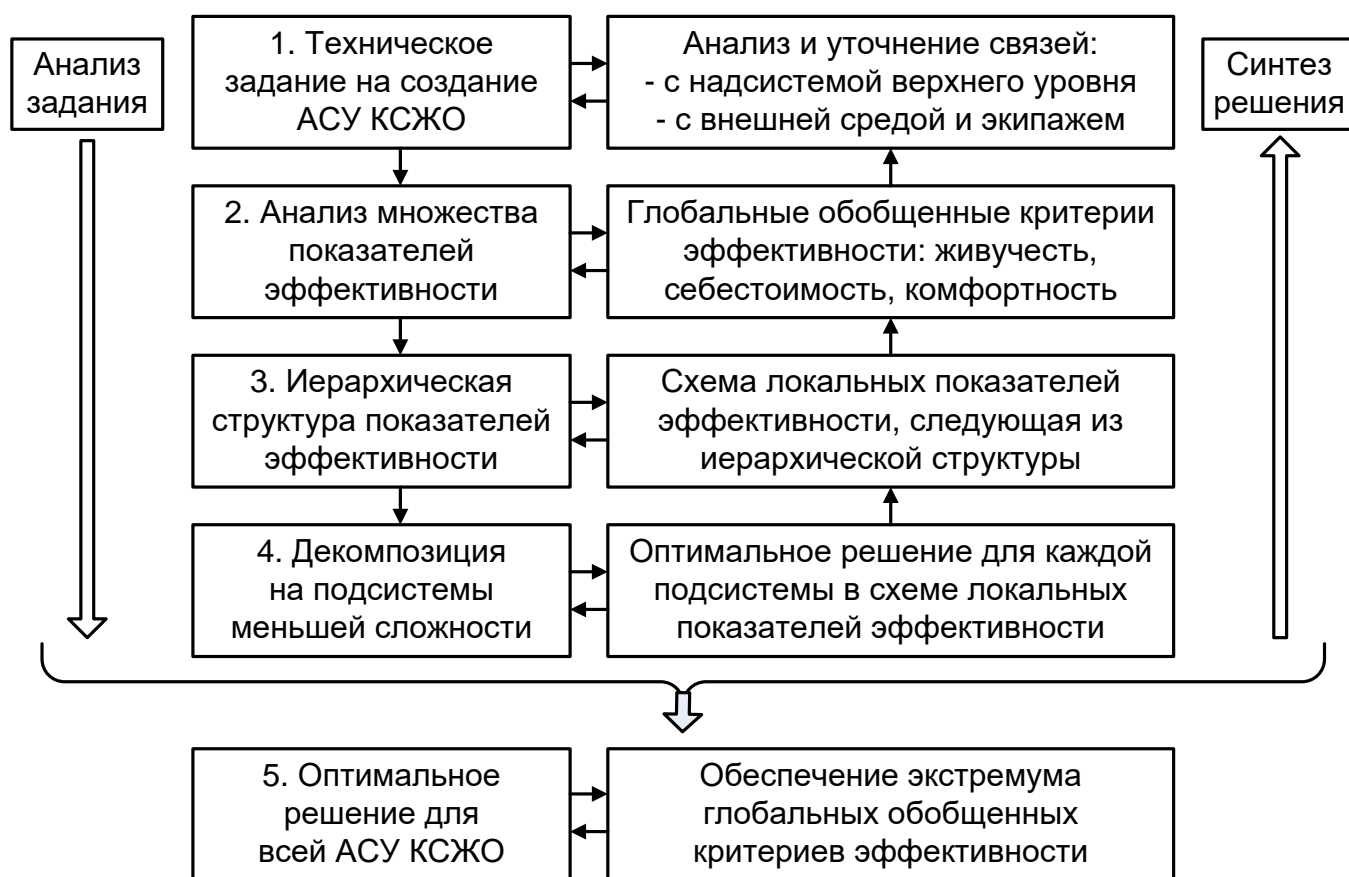 Анализ
задания
1. Техническое
задание на создание
АСУ КСЖО
Анализ и уточнение связей:
- с надсистемой верхнего уровня
- с внешней средой и экипажем
Синтез
решения
2. Анализ множества
показателей
эффективности
Глобальные обобщенные критерии
эффективности: живучесть,
себестоимость, комфортность
3. Иерархическая
структура показателей
эффективности
Схема локальных показателей
эффективности, следующая из
иерархической структуры
4. Декомпозиция
на подсистемы
меньшей сложности
Оптимальное решение для каждой
подсистемы в схеме локальных
показателей эффективности
5. Оптимальное
решение для
всей АСУ КСЖО
Обеспечение экстремума
глобальных обобщенных
критериев эффективности